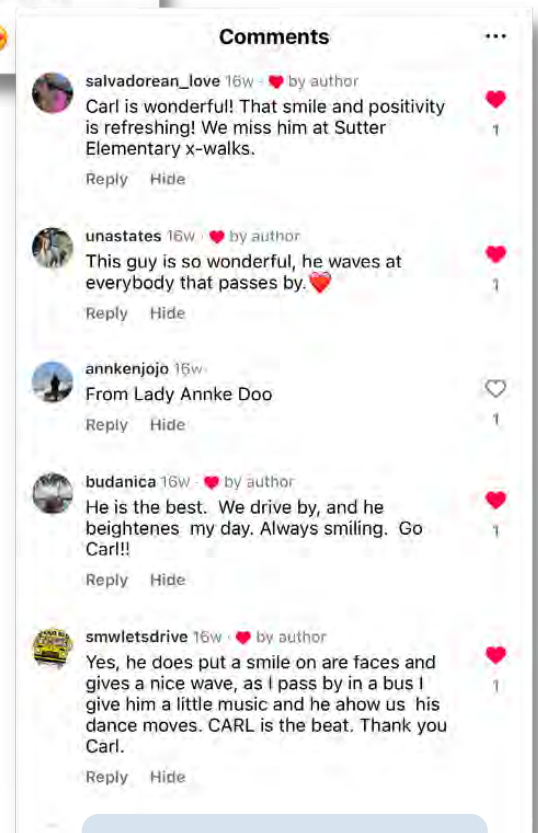 Comments
...
salvadorean_love 16w · ❤️ by author
Carl is wonderful! That smile and positivity
is refreshing! We miss him at Sutter
Elementary x-walks.
1
Reply Hide
unastates 16w · ❤️ by author
This guy is so wonderful, he waves at
everybody that passes by.❤️
1
Reply Hide
annkenjojo 16w
From Lady Annke Doo
1
Reply Hide
budanica 16w · ❤️ by author
He is the best. We drive by, and he
beightenes my day. Always smiling. Go
Carl!!
1
Reply Hide
smwletsdrive 16w · ❤️ by author
Yes, he does put a smile on are faces and
gives a nice wave, as I pass by in a bus I
give him a little music and he ahow us his
dance moves. CARL is the beat. Thank you
Carl.
1
Reply Hide